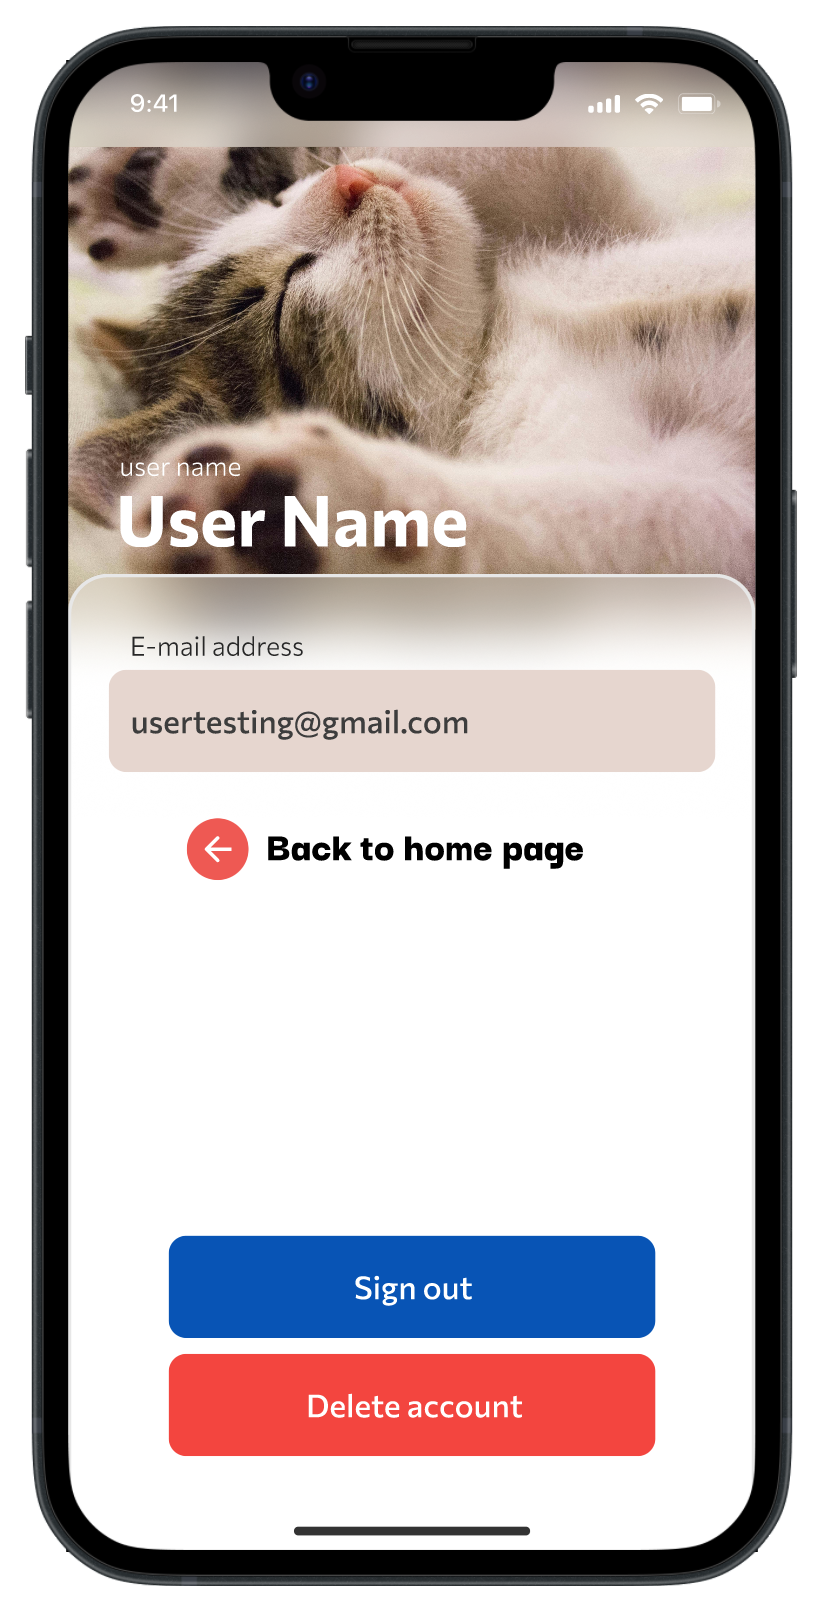 9:41
user name
User Name
E-mail address
usertesting@gmail.com
Back to home page
Sign out
Delete account